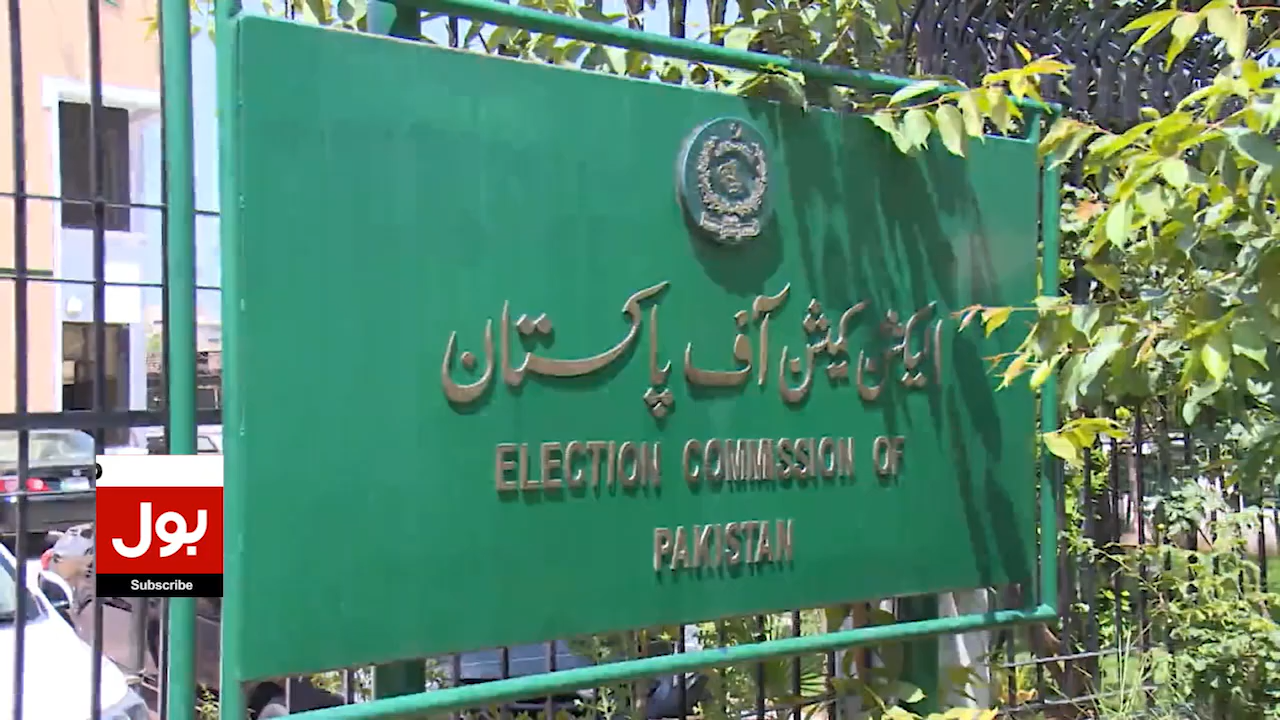 الیکشن کمیشن آف پاکستان
ELECTION COMMISSION OF
PAKISTAN
بول
Subscribe